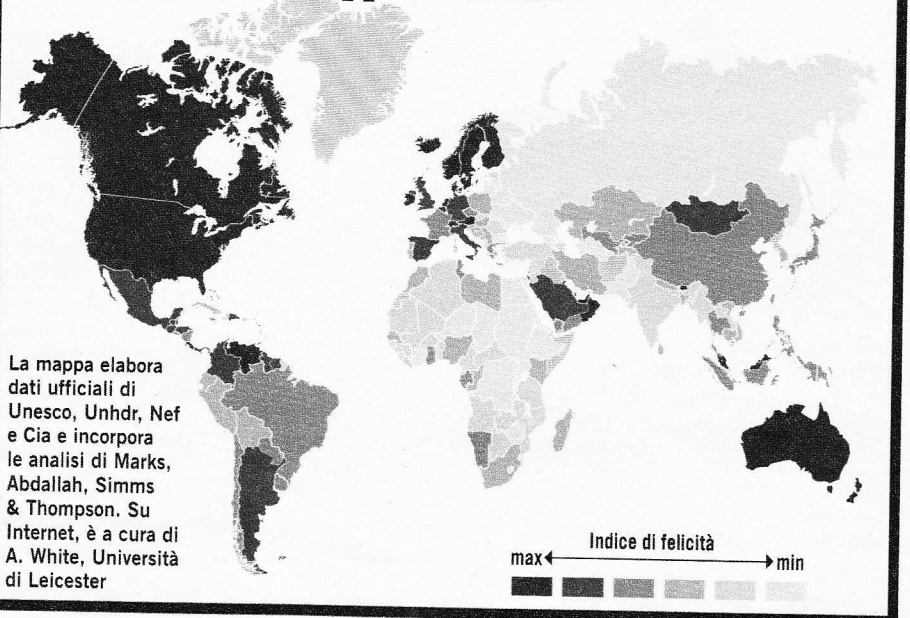 La mappa elabora
dati ufficiali di
Unesco, Unhdr, Nef
e Cia e incorpora
le analisi di Marks,
Abdallah, Simms
& Thompson. Su
Internet, è a cura di
A. White, Università
di Leicester
Indice di felicità
max
min